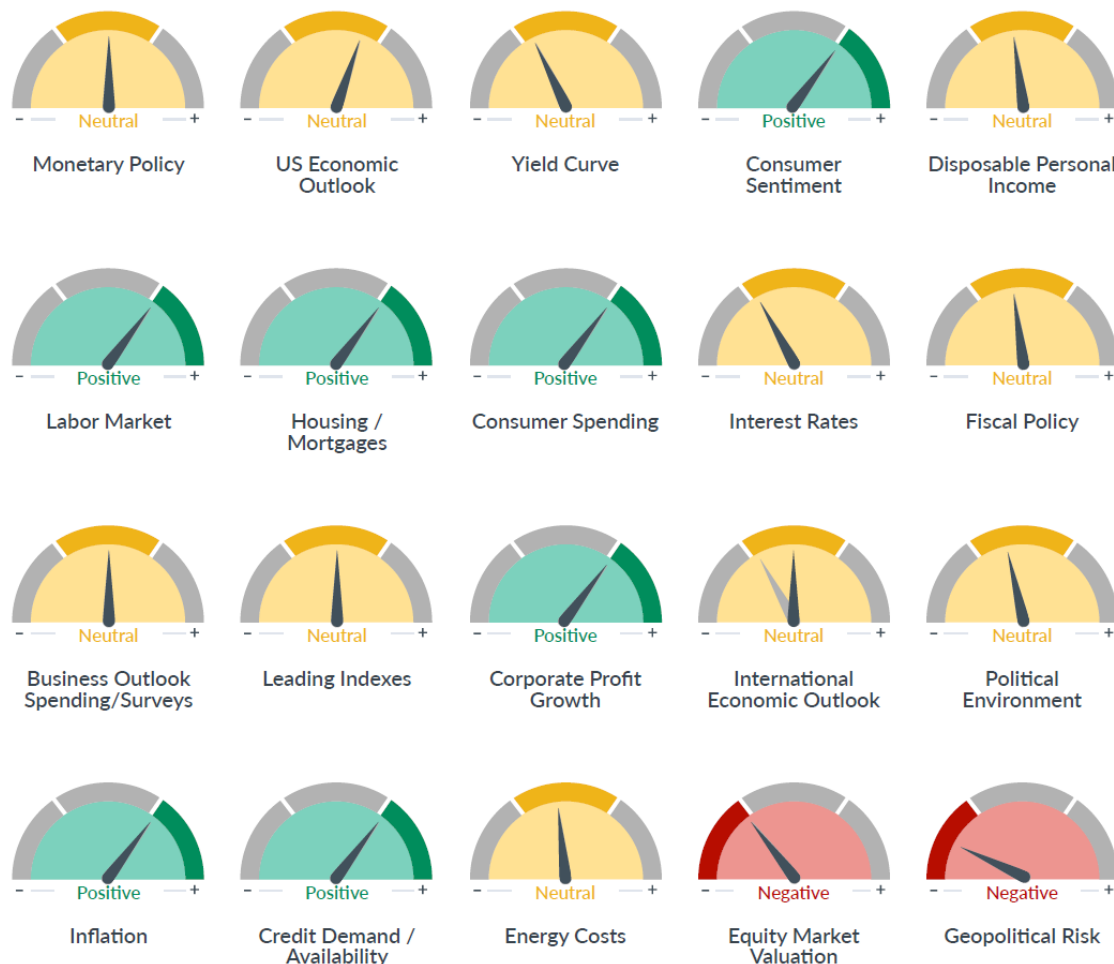 - Neutral + - Neutral + - Neutral + - Positive + - Neutral +
Monetary Policy US Economic Yield Curve Consumer Disposable Personal
Outlook Sentiment Income
- Positive + - Positive + - Positive + - Neutral + - Neutral +
Labor Market Housing / Consumer Spending Interest Rates Fiscal Policy
Mortgages
- Neutral + - Neutral + - Positive + - Neutral + - Neutral +
Business Outlook Leading Indexes Corporate Profit International Political
Spending/Surveys Growth Economic Outlook Environment
- Positive + - Positive + - Neutral + - Negative + - Negative +
Inflation Credit Demand / Energy Costs Equity Market Geopolitical Risk
Availability Valuation